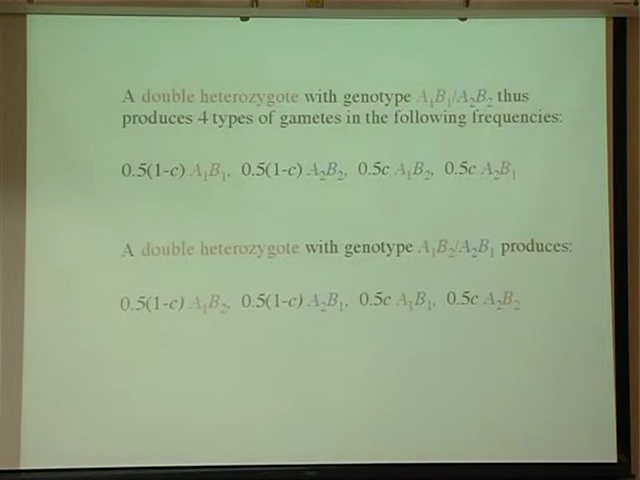 A double heterozygote with genotype A₁B₁/A₂B₂ thus
produces 4 types of gametes in the following frequencies:
0.5(1-c) A₁B₁, 0.5(1-c) A₂B₂, 0.5c A₁B₂, 0.5c A₂B₁
A double heterozygote with genotype A₁B₂/A₂B₁ produces:
0.5(1-c) A₁B₂, 0.5(1-c) A₂B₁, 0.5c A₁B₁, 0.5c A₂B₂